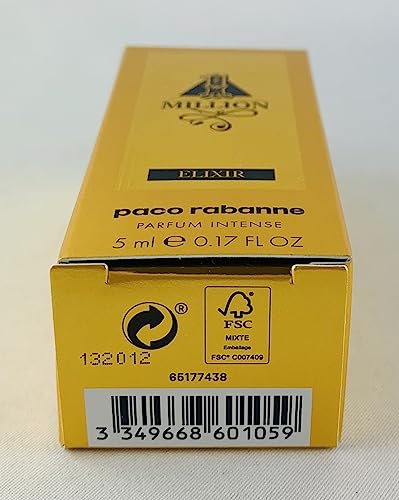 1
MILLION
ELIXIR
paco rabanne
PARFUM INTENSE
5 ml e 0.17 FL OZ
®
FSC
MIXTE
Emballage
FSC® C007409
132012
65177438
3 349668 601059